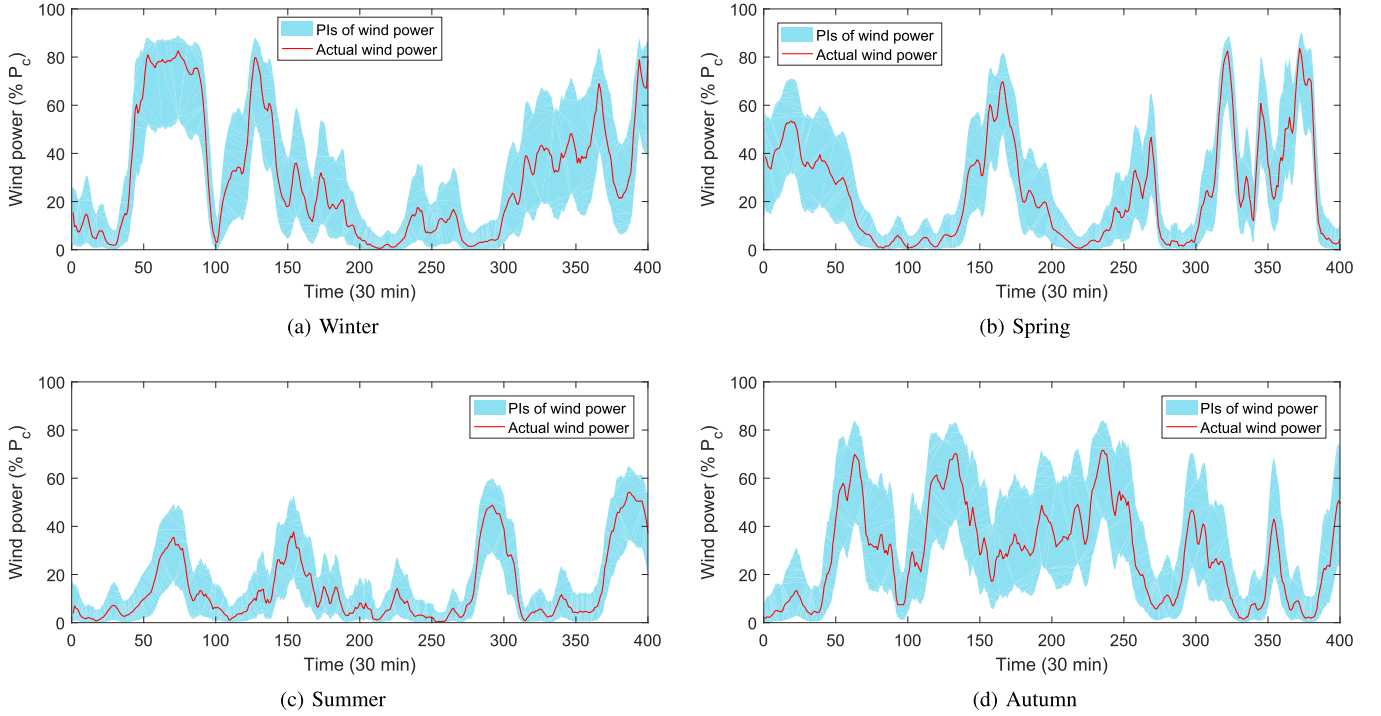 100
80
60
40
20
0
Wind power (% Pc)
PIs of wind power
Actual wind power
0 50 100 150 200 250 300 350 400
Time (30 min)
(a) Winter
100
80
60
40
20
0
Wind power (% Pc)
PIs of wind power
Actual wind power
0 50 100 150 200 250 300 350 400
Time (30 min)
(b) Spring
100
80
60
40
20
0
Wind power (% Pc)
PIs of wind power
Actual wind power
0 50 100 150 200 250 300 350 400
Time (30 min)
(c) Summer
100
80
60
40
20
0
Wind power (% Pc)
PIs of wind power
Actual wind power
0 50 100 150 200 250 300 350 400
Time (30 min)
(d) Autumn